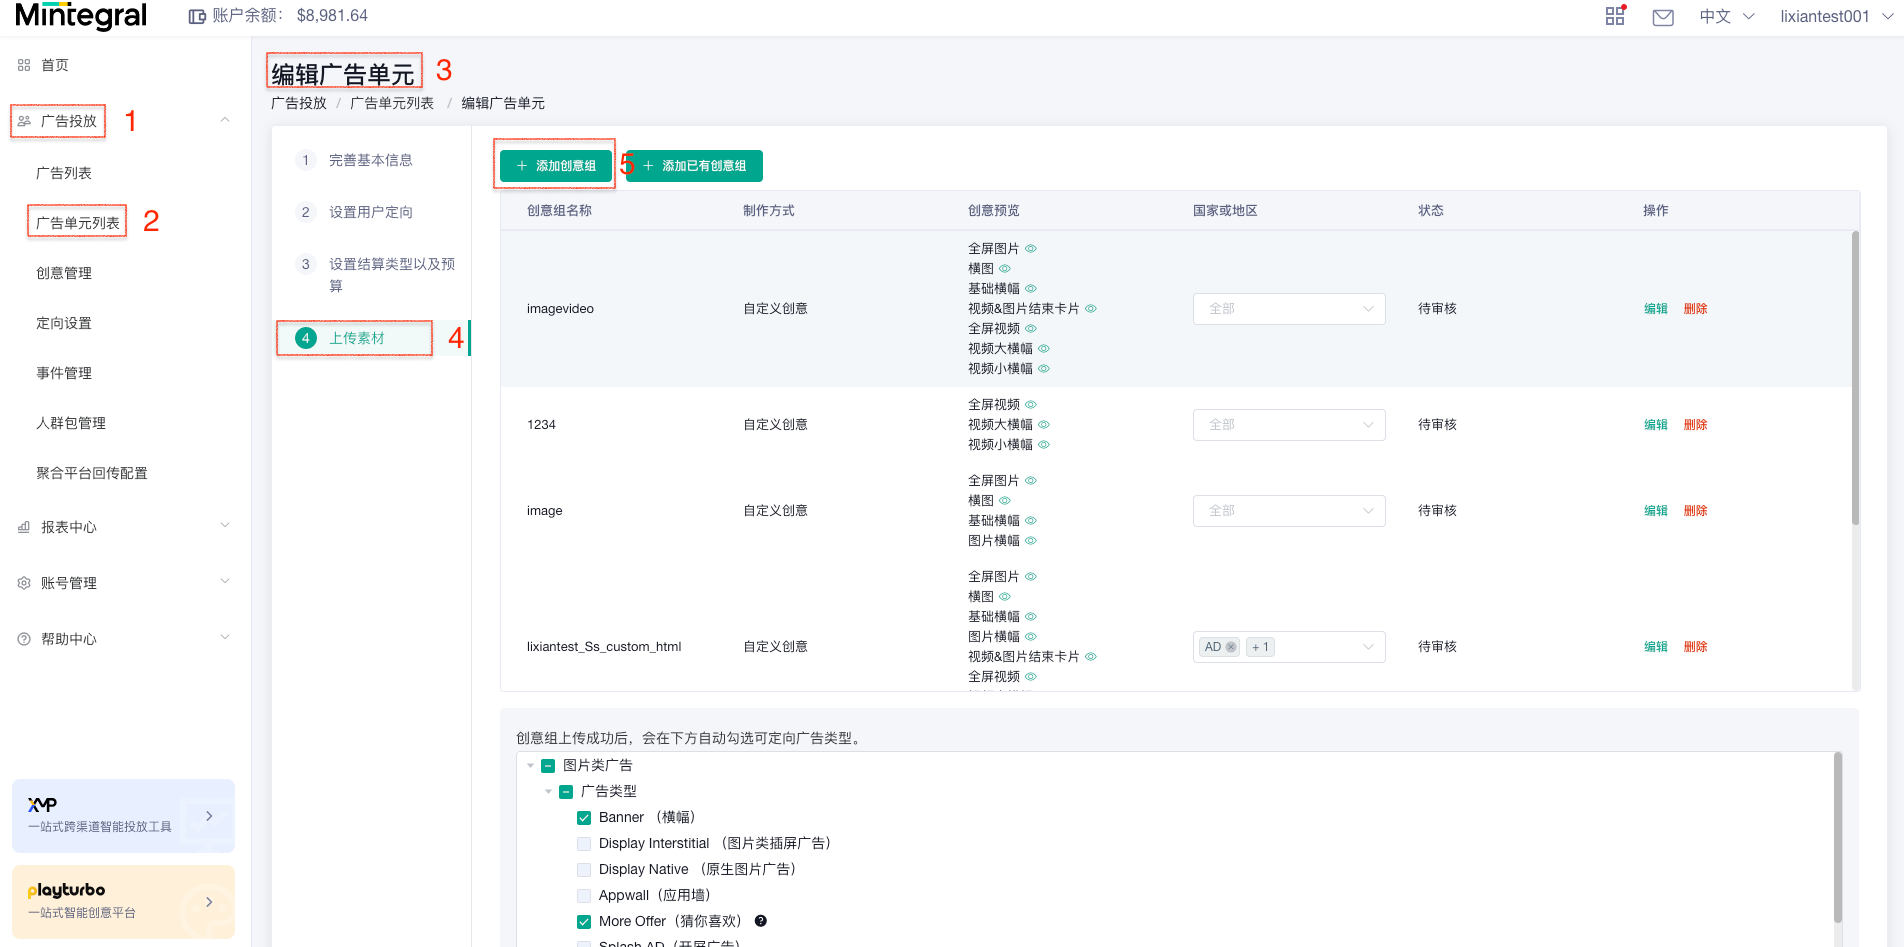 Mintegral
账户余额： $8,981.64
中文
lixiantest001
首页
广告投放
1
广告列表
广告单元列表
2
创意管理
定向设置
事件管理
人群包管理
聚合平台回传配置
报表中心
账号管理
帮助中心
XMP
一站式跨渠道智能投放工具
playturbo
一站式智能创意平台
编辑广告单元
3
广告投放 / 广告单元列表 / 编辑广告单元
1 完善基本信息
2 设置用户定向
3 设置结算类型以及预
算
4 上传素材
4
+ 添加创意组
5
+ 添加已有创意组
创意组名称 制作方式 创意预览 国家或地区 状态 操作
全屏图片
横图
基础横幅
imagevideo 自定义创意 视频&图片结束卡片 全部 待审核 编辑 删除
全屏视频
视频大横幅
视频小横幅
全屏视频
1234 自定义创意 视频大横幅 全部 待审核 编辑 删除
视频小横幅
全屏图片
横图
image 自定义创意 全部 待审核 编辑 删除
基础横幅
图片横幅
全屏图片
横图
基础横幅
图片横幅
lixiantest_Ss_custom_html 自定义创意 AD + 1 待审核 编辑 删除
视频&图片结束卡片
全屏视频
创意组上传成功后，会在下方自动勾选可定向广告类型。
图片类广告
广告类型
Banner （横幅）
Display Interstitial （图片类插屏广告）
Display Native （原生图片广告）
Appwall（应用墙）
More Offer（猜你喜欢） ?
Splash AD（开屏广告）